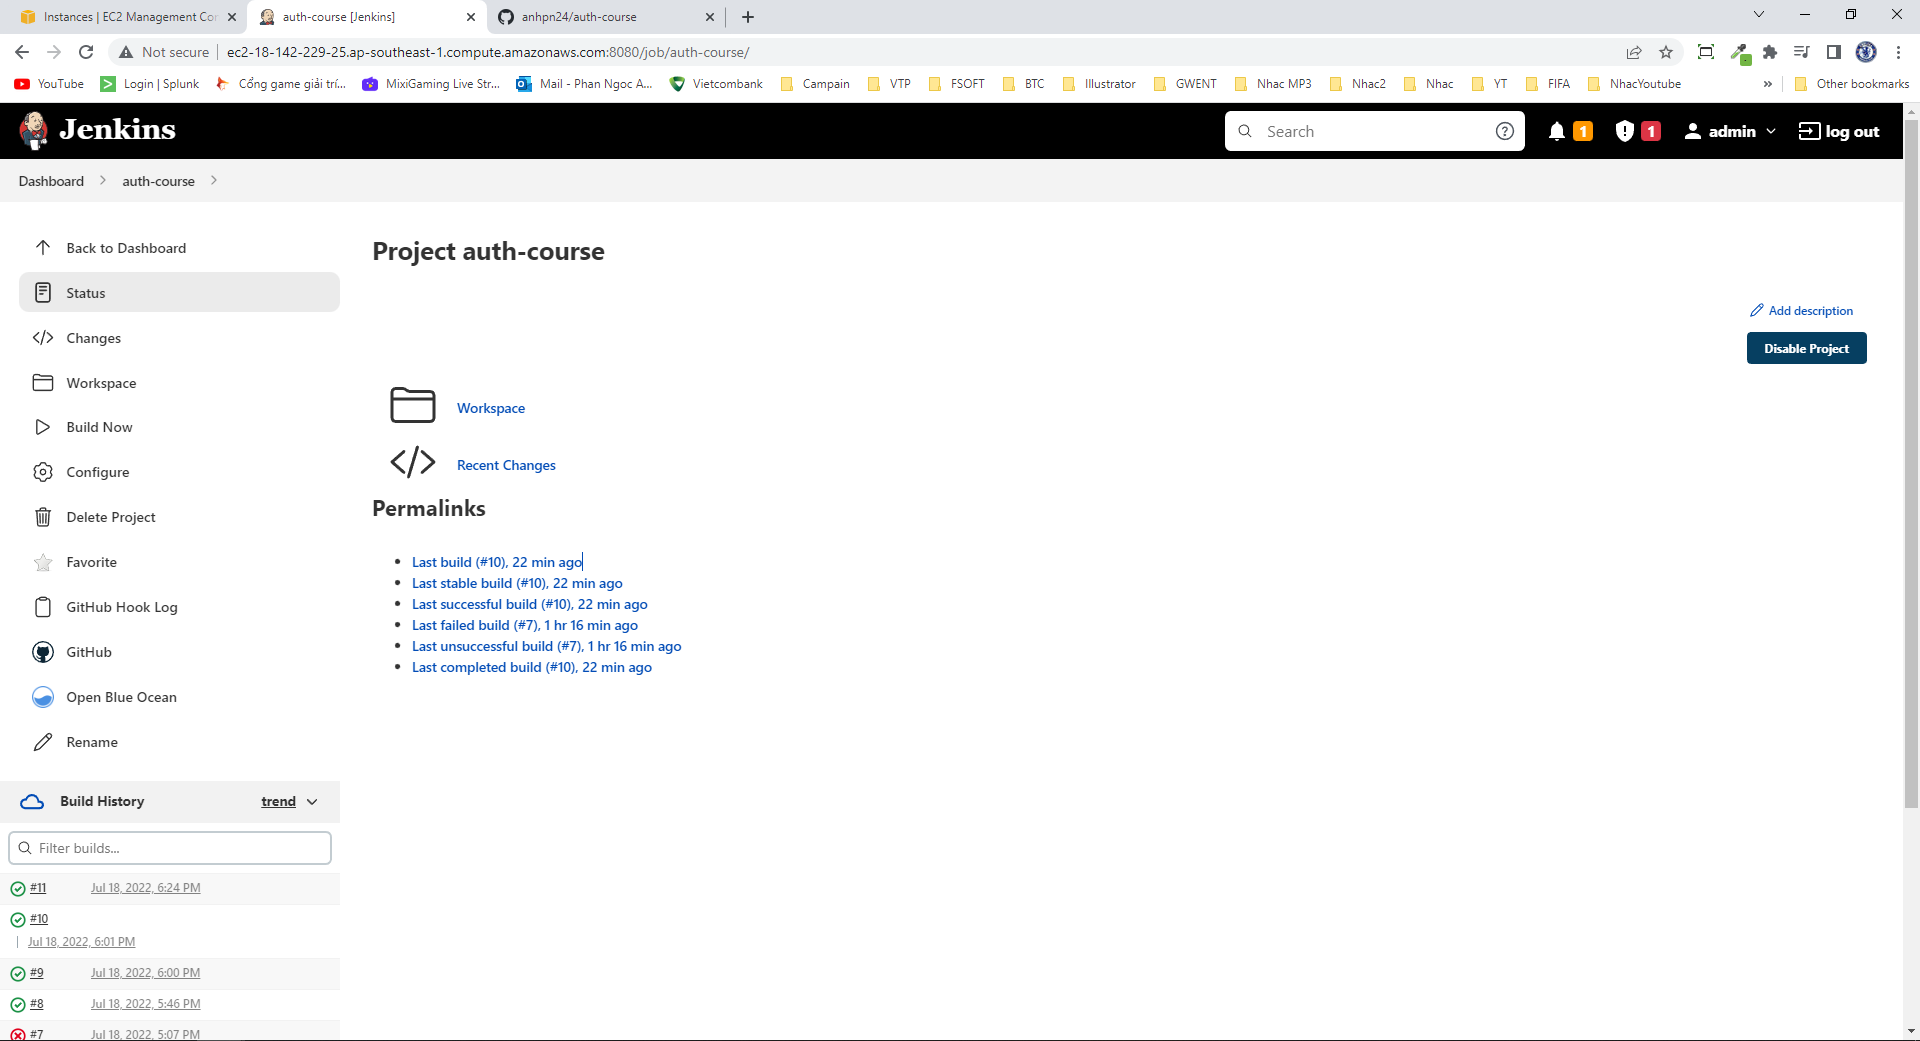 Instances | EC2 Management Con
auth-course [Jenkins]
anhpn24/auth-course
Not secure
ec2-18-142-229-25.ap-southeast-1.compute.amazonaws.com:8080/job/auth-course/
YouTube
Login | Splunk
Cổng game giải trí...
MixiGaming Live Str...
Mail - Phan Ngoc A...
Vietcombank
Campain
VTP
FSOFT
BTC
Illustrator
GWENT
Nhac MP3
Nhac2
Nhac
YT
FIFA
NhacYoutube
»
Other bookmarks
Jenkins
Search
1
1
admin
log out
Dashboard
auth-course
Back to Dashboard
Status
Changes
Workspace
Build Now
Configure
Delete Project
Favorite
GitHub Hook Log
GitHub
Open Blue Ocean
Rename
Project auth-course
Add description
Disable Project
Workspace
Recent Changes
Permalinks
Last build (#10), 22 min ago
Last stable build (#10), 22 min ago
Last successful build (#10), 22 min ago
Last failed build (#7), 1 hr 16 min ago
Last unsuccessful build (#7), 1 hr 16 min ago
Last completed build (#10), 22 min ago
Build History
trend
Filter builds...
#11 Jul 18, 2022, 6:24 PM
#10
Jul 18, 2022, 6:01 PM
#9 Jul 18, 2022, 6:00 PM
#8 Jul 18, 2022, 5:46 PM
#7 Jul 18, 2022, 5:07 PM